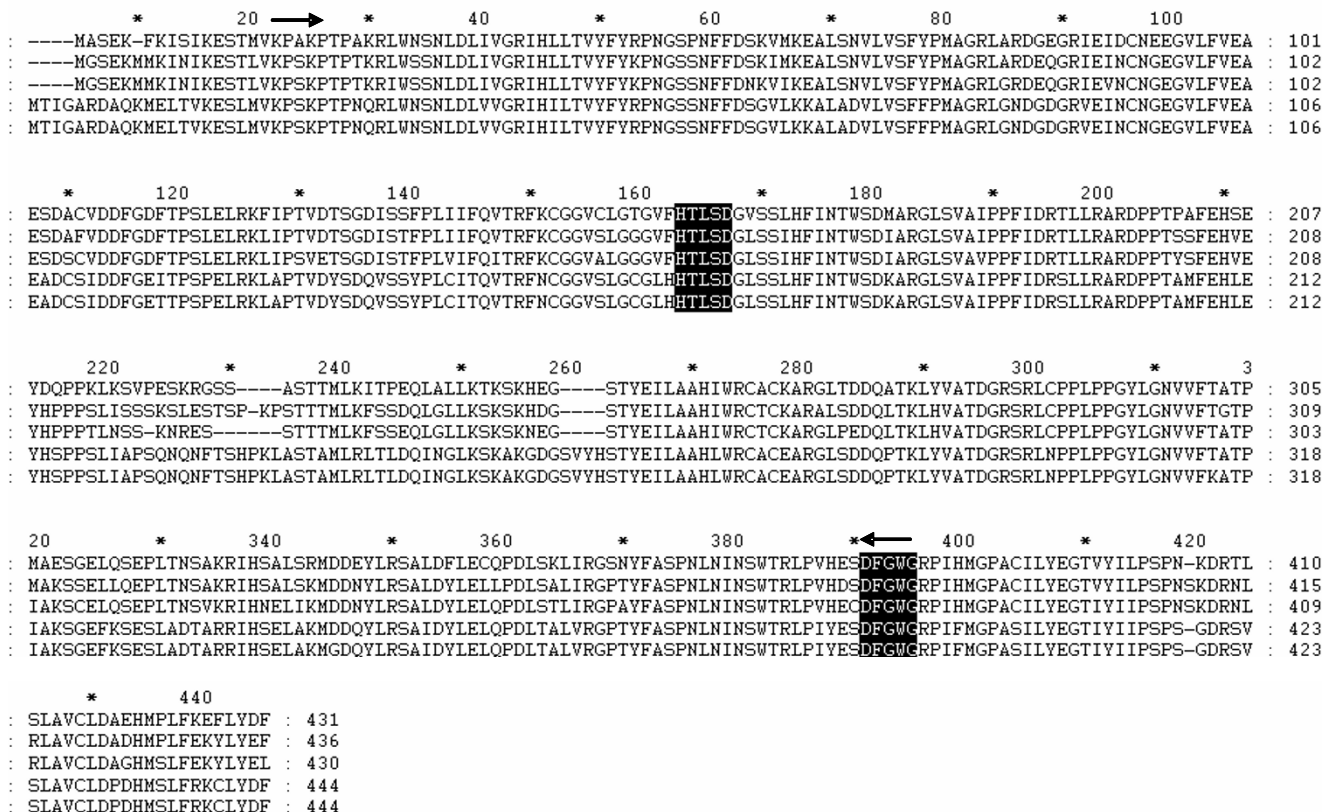 * 20 * 40 * 60 * 80 * 100
: ----MASEK-FKISIKESTMVKPAKPTPAKRLWNSNLDLIVGRIHLLTVYFYRPNGSPNFFDSKVMKEALSNVLVSFYPMAGRLARDGEGRIEIDCNEEGVLFVEA : 101
: ----MGSEKMMKINIKESTLVKPSKPTPTKRLWSSNLDLIVGRIHLLTVYFYKPNGSSNFFDSKIMKEALSNVLVSFYPMAGRLARDEQGRIEINCNGEGVLFVEA : 102
: ----MGSEKMMKINIKESTLVKPSKPTPTKRIWSSNLDLIVGRIHLLTVYFYKPNGSSNFFDNKVIKEALSNVLVSFYPMAGRLGRDEQGRIEVNCNGEGVLFVEA : 102
: MTIGARDAQKMELTVKESLMVKPSKPTPNQRLWNSNLDLVVGRIHILTVYFYRPNGSSNFFDSGVLKKALADVLVSFFPMAGRLGNDGDGRVEINCNGEGVLFVEA : 106
: MTIGARDAQKMELTVKESLMVKPSKPTPNQRLWNSNLDLVVGRIHILTVYFYRPNGSSNFFDSGVLKKALADVLVSFFPMAGRLGNDGDGRVEINCNGEGVLFVEA : 106
* 120 * 140 * 160 * 180 * 200 *
: ESDACVDDFGDFTPSLELRKFIPTVDTSGDISSFPLIIFQVTRFKCGGVCLGTGVFHTLSDGVSSLHFINTWSDMARGLSVAIPPFIDRTLLRARDPPTPAFEHSE : 207
: ESDAFVDDFGDFTPSLELRKLIPTVDTSGDISTFPLIIFQVTRFKCGGVSLGGGVFHTLSDGLSSIHFINTWSDIARGLSVAIPPFIDRTLLRARDPPTSSFEHVE : 208
: ESDSCVDDFGDFTPSLELRKLIPSVETSGDISTFPLVIFQITRFKCGGVALGGGVFHTLSDGLSSIHFINTWSDIARGLSVAVPPFIDRTLLRARDPPTYSFEHVE : 208
: EADCSIDDFGEITPSPELRKLAPTVDYSDQVSSYPLCITQVTRFNCGGVSLGCGLHHTLSDGLSSLHFINTWSDKARGLSVAIPPFIDRSLLRARDPPTAMFEHLE : 212
: EADCSIDDFGETTPSPELRKLAPTVDYSDQVSSYPLCITQVTRFNCGGVSLGCGLHHTLSDGLSSLHFINTWSDKARGLSVAIPPFIDRSLLRARDPPTAMFEHLE : 212
220 * 240 * 260 * 280 * 300 * 3
: YDQPPKLKSVPESKRGSS----ASTTMLKITPEQLALLKTKSKHEG----STYEILAAHIWRCACKARGLTDDQATKLYVATDGRSRLCPPLPPGYLGNVVFTATP : 305
: YHPPPSLISSSKSLESTSP-KPSTTTMLKFSSDQLGLLKSKSKHDG----STYEILAAHIWRCTCKARALSDDQLTKLHVATDGRSRLCPPLPPGYLGNVVFTGTP : 309
: YHPPPTLNSS-KNRES------STTTMLKFSSEQLGLLKSKSKNEG----STYEILAAHIWRCTCKARGLPEDQLTKLHVATDGRSRLCPPLPPGYLGNVVFTATP : 303
: YHSPPSLIAPSQNQNFTSHPKLASTAMLRLTLDQINGLKSKAKGDGSVYHSTYEILAAHLWRCACEARGLSDDQPTKLYVATDGRSRLNPPLPPGYLGNVVFTATP : 318
: YHSPPSLIAPSQNQNFTSHPKLASTAMLRLTLDQINGLKSKAKGDGSVYHSTYEILAAHLWRCACEARGLSDDQPTKLYVATDGRSRLNPPLPPGYLGNVVFKATP : 318
20 * 340 * 360 * 380 * 400 * 420
: MAESGELQSEPLTNSAKRIHSALSRMDDEYLRSALDFLECQPDLSKLIRGSNYFASPNLNINSWTRLPVHESDFGWGRPIHMGPACILYEGTVYILPSPN-KDRTL : 410
: MAKSSELLQEPLTNSAKRIHSALSKMDDNYLRSALDYLELLPDLSALIRGPTYFASPNLNINSWTRLPVHDSDFGWGRPIHMGPACILYEGTIYIIPSPNSKDRNL : 415
: IAKSCELQSEPLTNSVKRIHNELIKMDDNYLRSALDYLELQPDLSTLIRGPAYFASPNLNINSWTRLPVHECDFGWGRPIHMGPACILYEGTIYIIPSPNSKDRNL : 409
: IAKSGEFKSESLADTARRIHSELAKMDDQYLRSAIDYLELQPDLTALVRGPTYFASPNLNINSWTRLPIYESDFGWGRPIFMGPASILYEGTIYIIPSPS-GDRSV : 423
: IAKSGEFKSESLADTARRIHSELAKMGDQYLRSAIDYLELQPDLTALVRGPTYFASPNLNINSWTRLPIYESDFGWGRPIFMGPASILYEGTIYIIPSPS-GDRSV : 423
* 440
: SLAVCLDAEHMPLFKEFLYDF : 431
: RLAVCLDADHMPLFEKYLYEF : 436
: RLAVCLDAGHMSLFEKYLYEL : 430
: SLAVCLDPDHMSLFRKCLYDF : 444
: SLAVCLDPDHMSLFRKCLYDF : 444